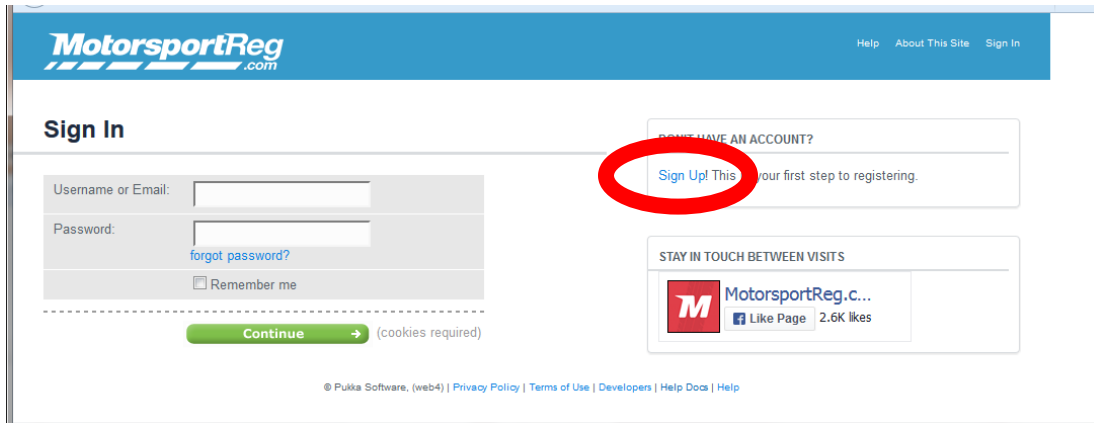 MotorsportReg
.com
Help About This Site Sign In
Sign In
Username or Email:
Password:
forgot password?
Remember me
Continue (cookies required)
DON'T HAVE AN ACCOUNT?
Sign Up! This your first step to registering.
STAY IN TOUCH BETWEEN VISITS
M
MotorsportReg.c...
f Like Page 2.6K likes
© Pukka Software, (web4) | Privacy Policy | Terms of Use | Developers | Help Docs | Help